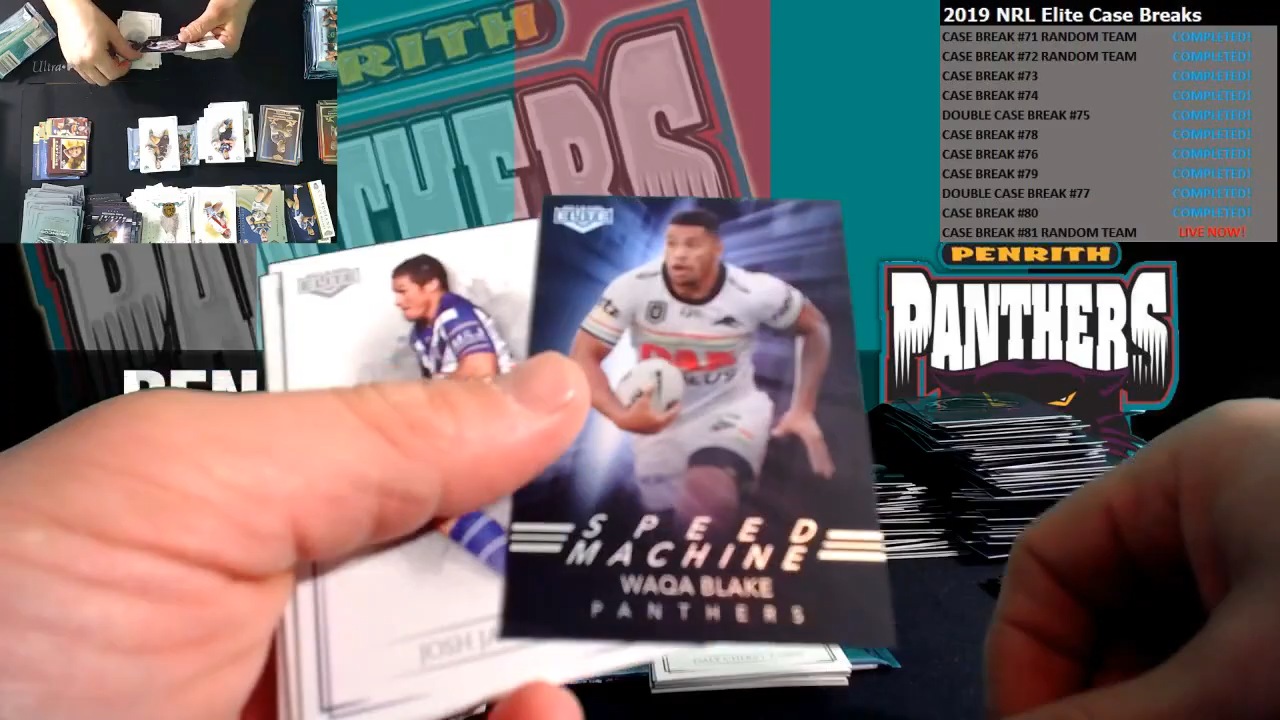 2019 NRL Elite Case Breaks
CASE BREAK #71 RANDOM TEAM COMPLETED!
CASE BREAK #72 RANDOM TEAM COMPLETED!
CASE BREAK #73 COMPLETED!
CASE BREAK #74 COMPLETED!
DOUBLE CASE BREAK #75 COMPLETED!
CASE BREAK #78 COMPLETED!
CASE BREAK #76 COMPLETED!
CASE BREAK #79 COMPLETED!
DOUBLE CASE BREAK #77 COMPLETED!
CASE BREAK #80 COMPLETED!
CASE BREAK #81 RANDOM TEAM LIVE NOW!
PENRITH
PANTHERS
ELITE
ELITE
SPEED
MACHINE
WAQA BLAKE
PANTHERS
JOSH